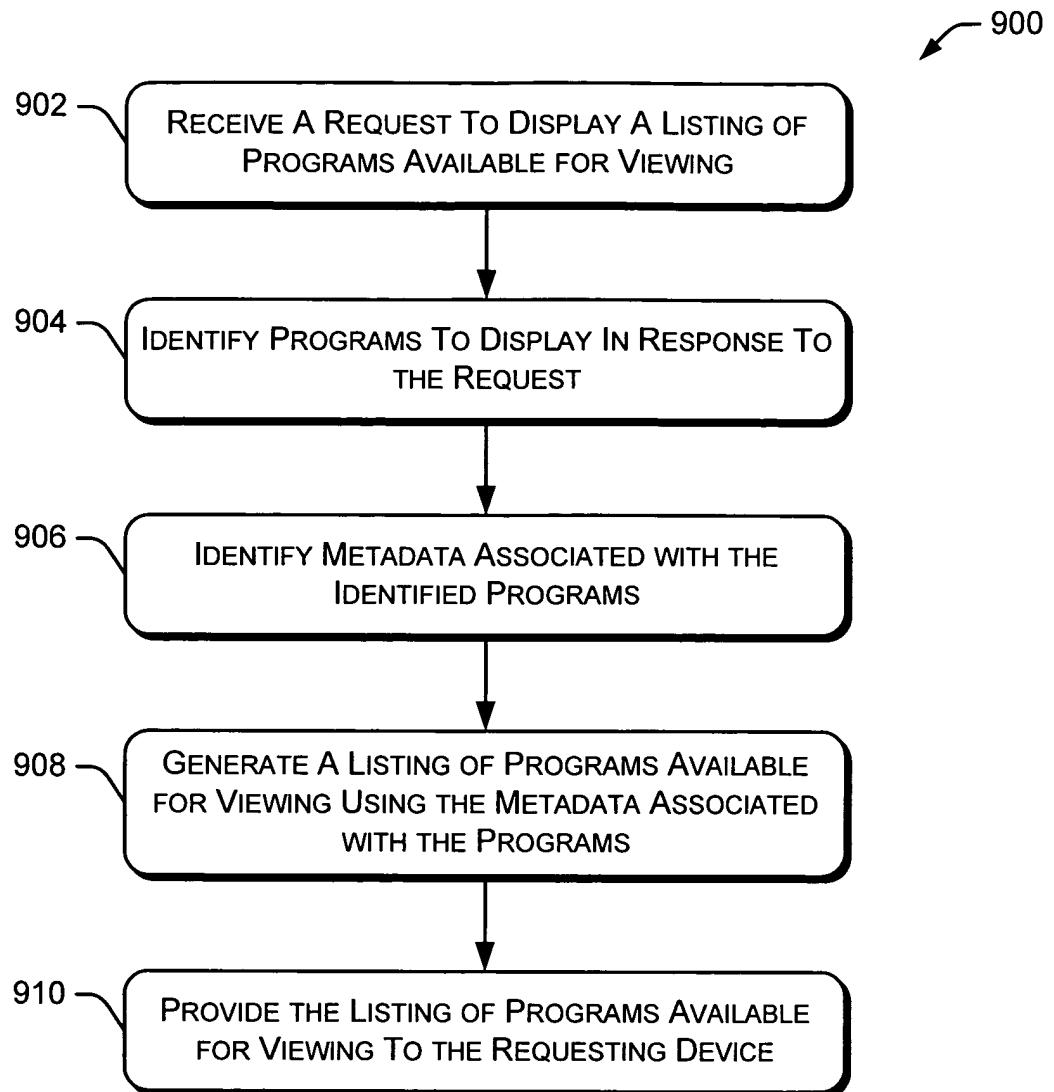 900
902
RECEIVE A REQUEST TO DISPLAY A LISTING OF
PROGRAMS AVAILABLE FOR VIEWING
904
IDENTIFY PROGRAMS TO DISPLAY IN RESPONSE TO
THE REQUEST
906
IDENTIFY METADATA ASSOCIATED WITH THE
IDENTIFIED PROGRAMS
908
GENERATE A LISTING OF PROGRAMS AVAILABLE
FOR VIEWING USING THE METADATA ASSOCIATED
WITH THE PROGRAMS
910
PROVIDE THE LISTING OF PROGRAMS AVAILABLE
FOR VIEWING TO THE REQUESTING DEVICE